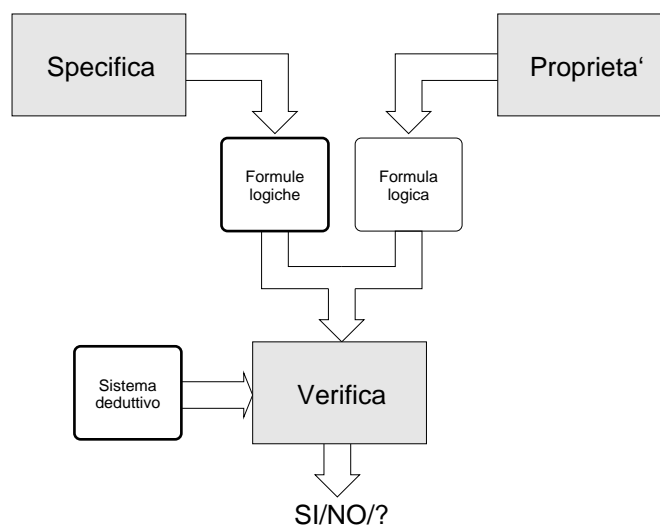 Specifica
Proprieta‘
Formule
logiche
Formula
logica
Sistema
deduttivo
Verifica
SI/NO/?